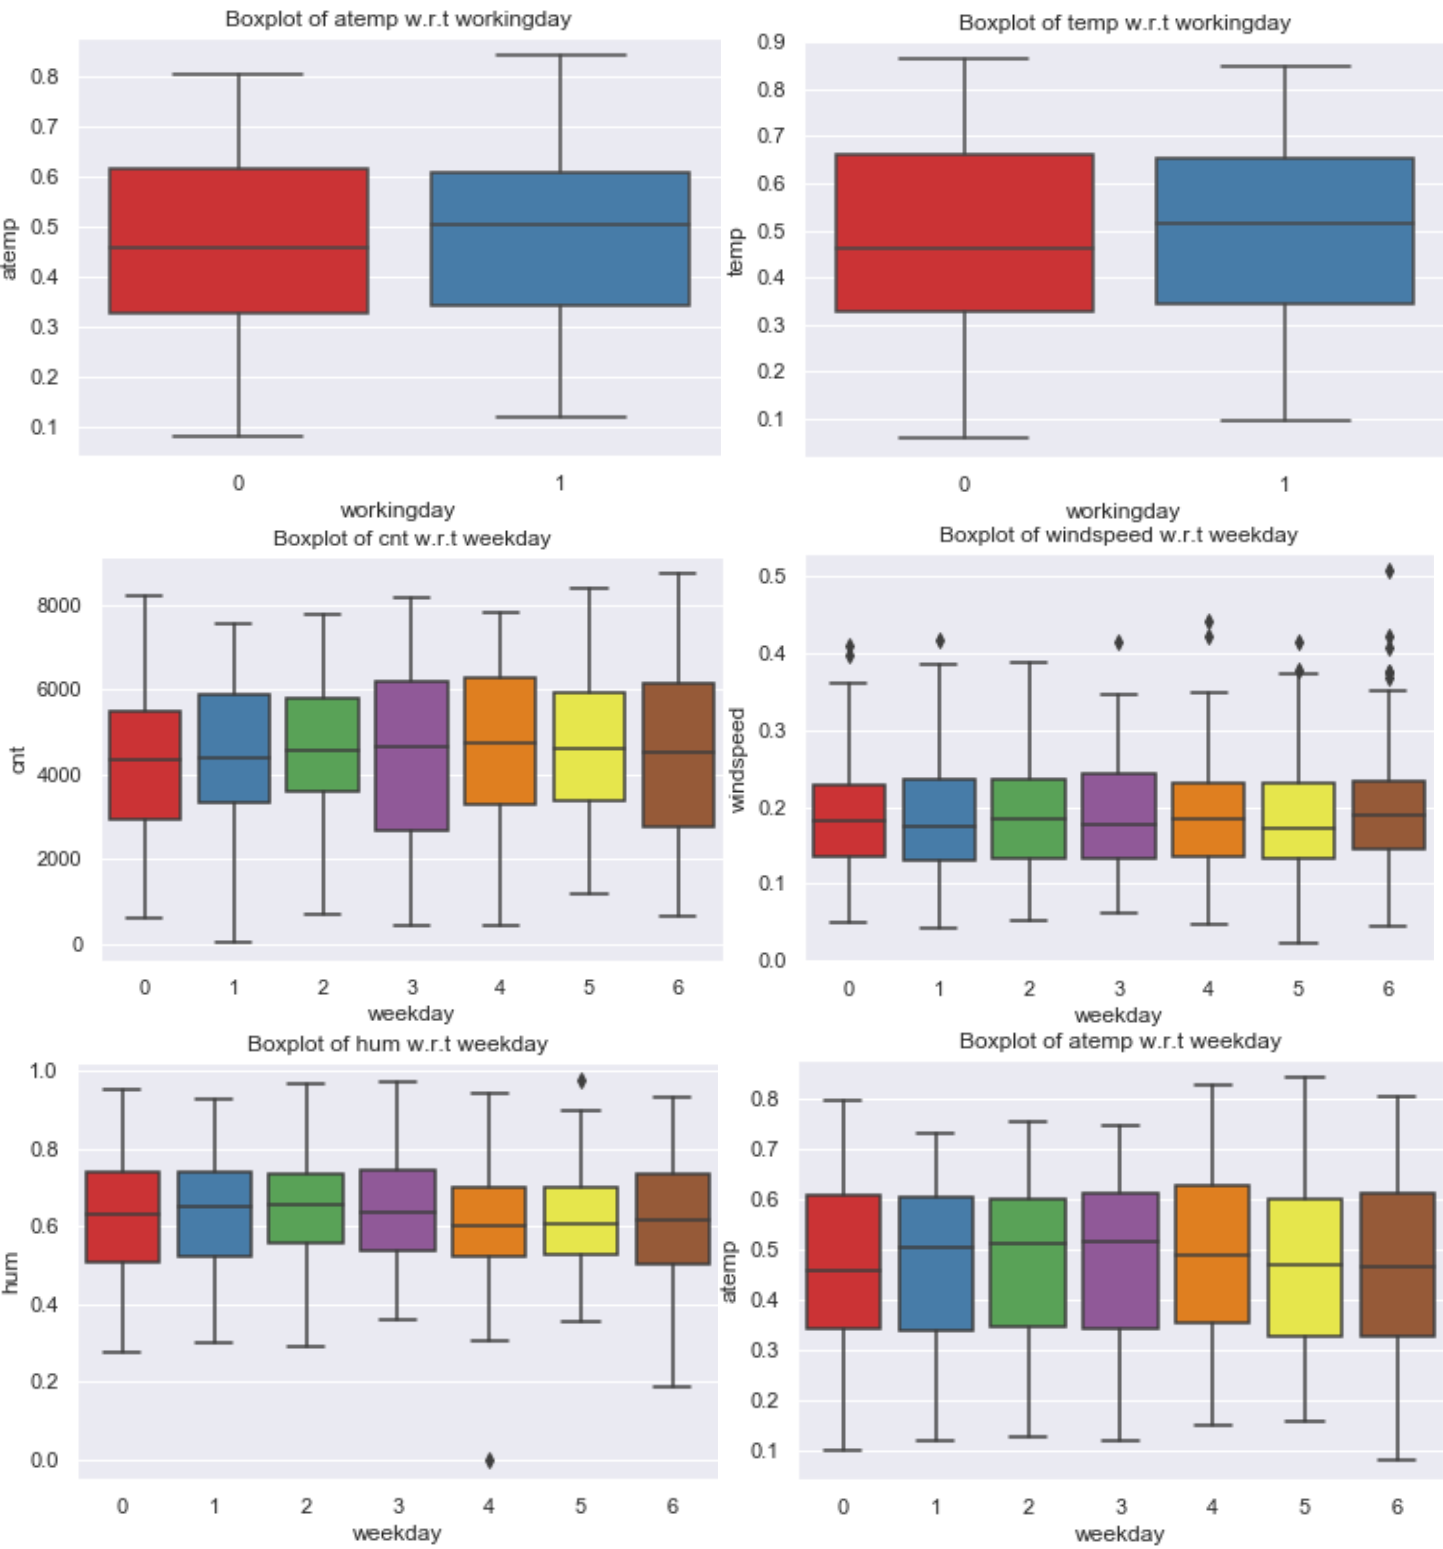 Boxplot of atemp w.r.t workingday
0.8
0.7
0.6
0.5
0.4
0.3
0.2
0.1
atemp
0 1
workingday
Boxplot of temp w.r.t workingday
0.9
0.8
0.7
0.6
0.5
0.4
0.3
0.2
0.1
temp
0 1
workingday
Boxplot of cnt w.r.t weekday
8000
6000
4000
2000
0
cnt
0 1 2 3 4 5 6
weekday
Boxplot of windspeed w.r.t weekday
0.5
0.4
0.3
0.2
0.1
0.0
windspeed
0 1 2 3 4 5 6
weekday
Boxplot of hum w.r.t weekday
1.0
0.8
0.6
0.4
0.2
0.0
hum
0 1 2 3 4 5 6
weekday
Boxplot of atemp w.r.t weekday
0.8
0.7
0.6
0.5
0.4
0.3
0.2
0.1
atemp
0 1 2 3 4 5 6
weekday